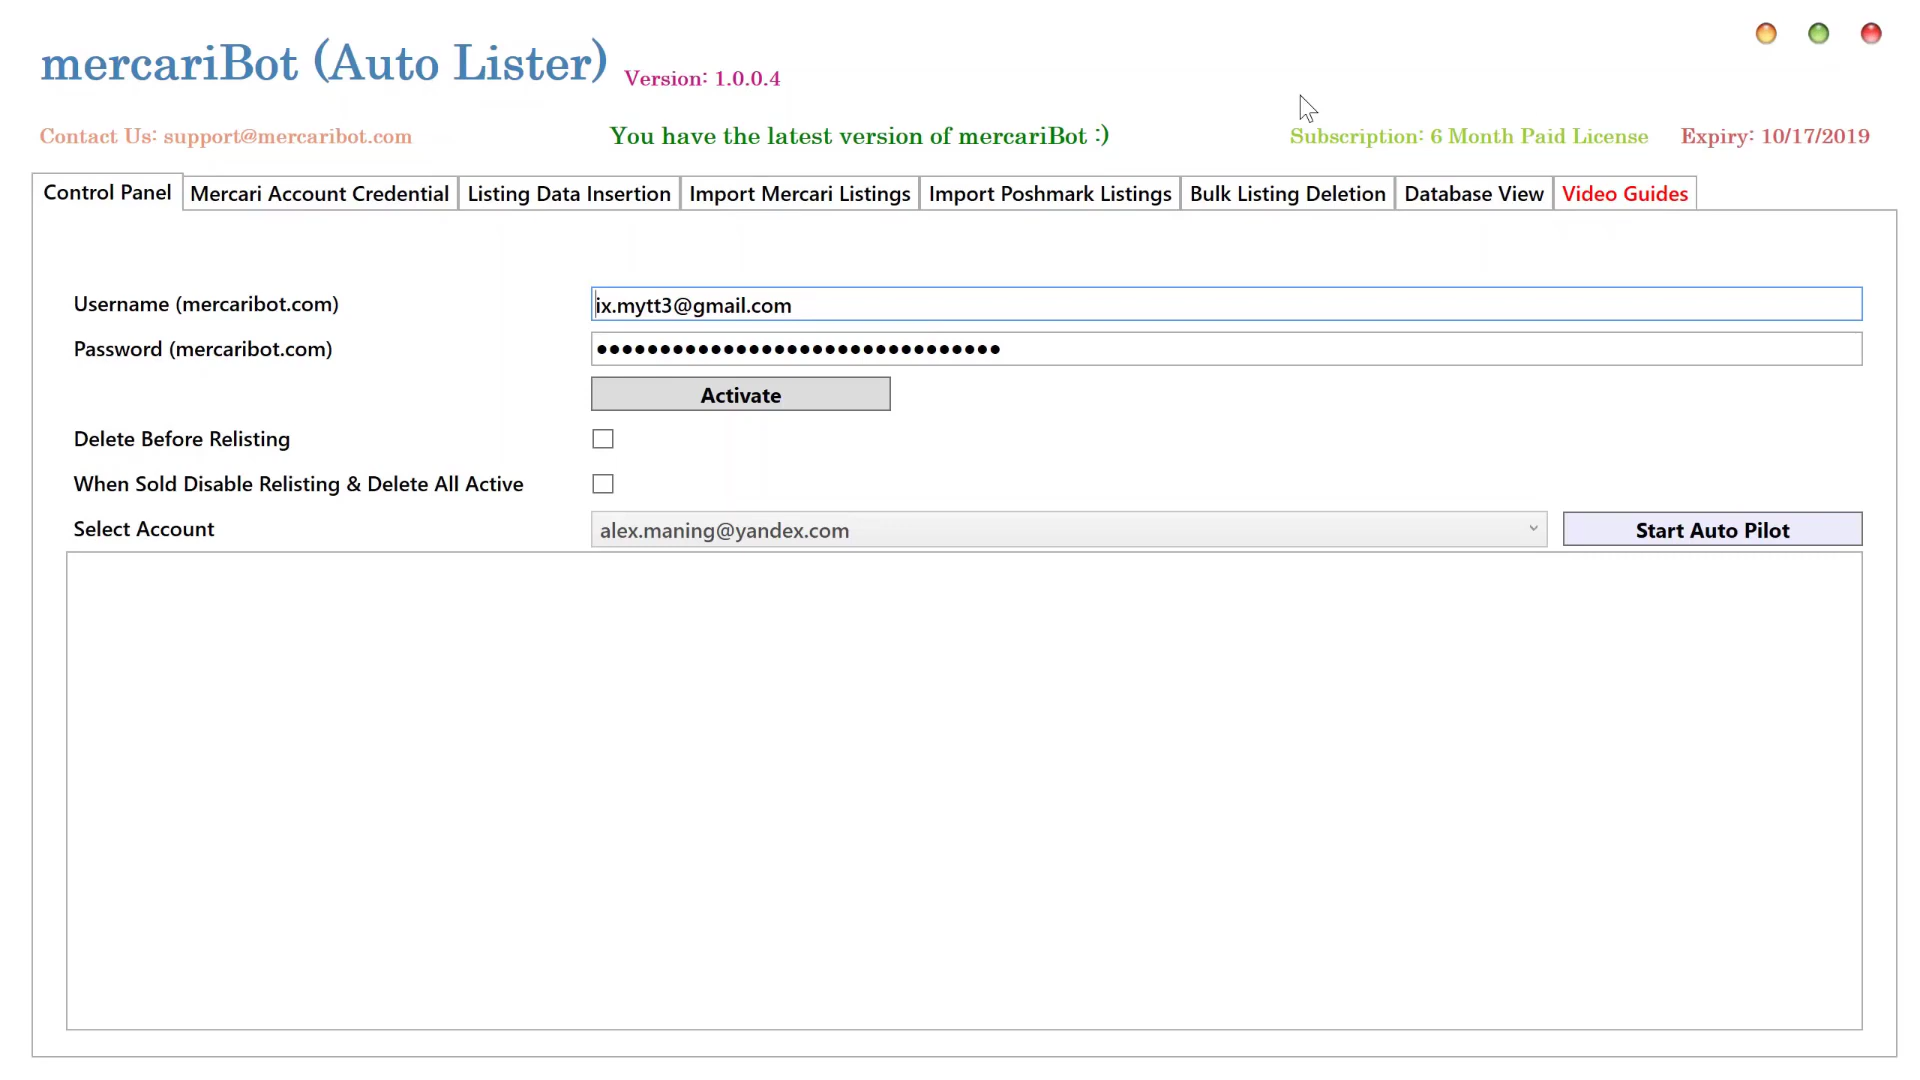 mercariBot (Auto Lister) Version: 1.0.0.4
Contact Us: support@mercaribot.com You have the latest version of mercariBot :) Subscription: 6 Month Paid License Expiry: 10/17/2019
Control Panel Mercari Account Credential Listing Data Insertion Import Mercari Listings Import Poshmark Listings Bulk Listing Deletion Database View Video Guides
Username (mercaribot.com) ix.mytt3@gmail.com
Password (mercaribot.com) ••••••••••••••••••••••••••••••••
Activate
Delete Before Relisting
When Sold Disable Relisting & Delete All Active
Select Account alex.maning@yandex.com Start Auto Pilot